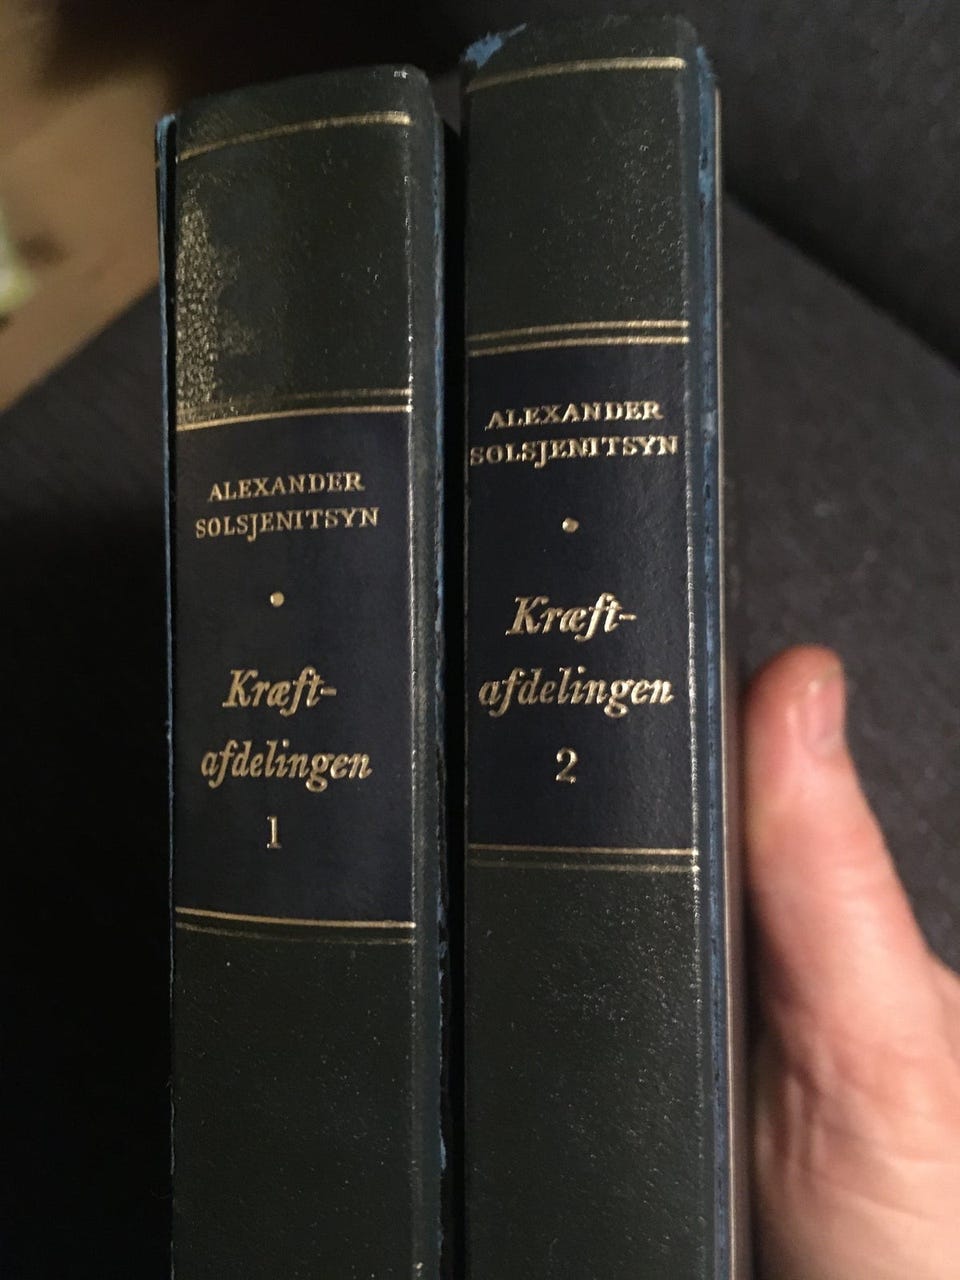 ALEXANDER
SOLSJENITSYN
Kræft-
afdelingen
1
ALEXANDER
SOLSJENITSYN
Kræft-
afdelingen
2